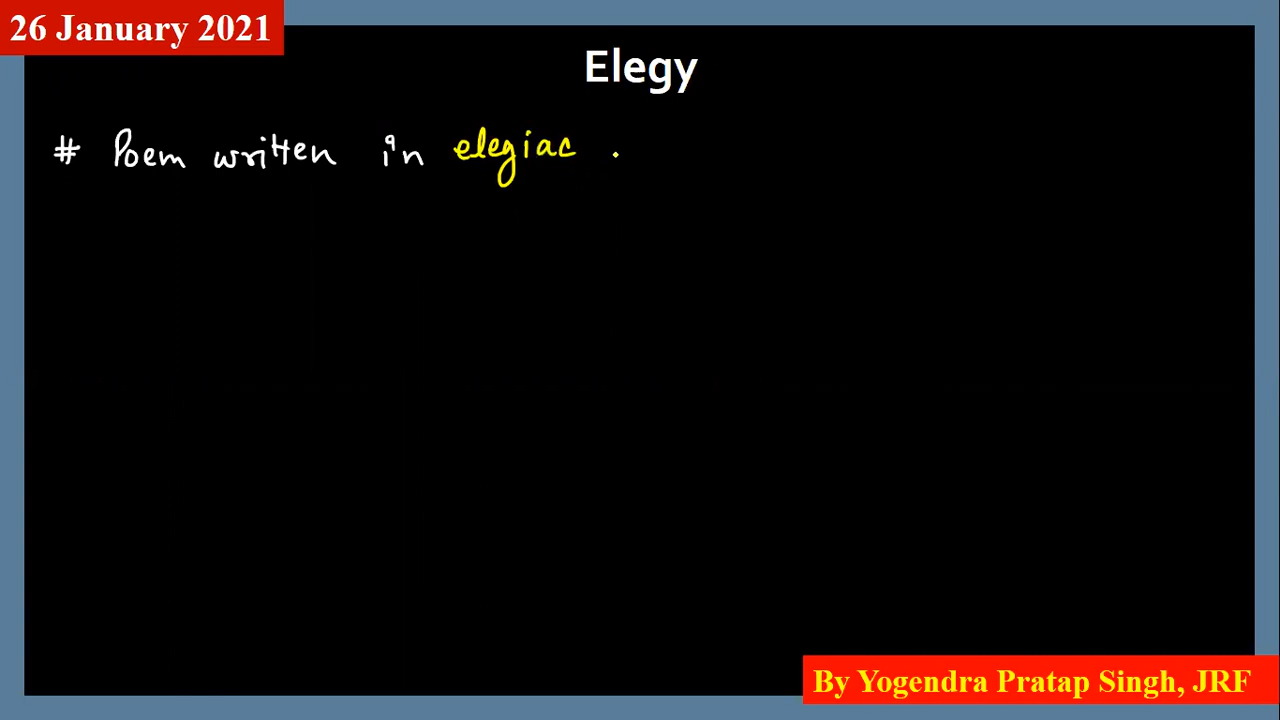 26 January 2021
Elegy
# Poem written in elegiac .
By Yogendra Pratap Singh, JRF